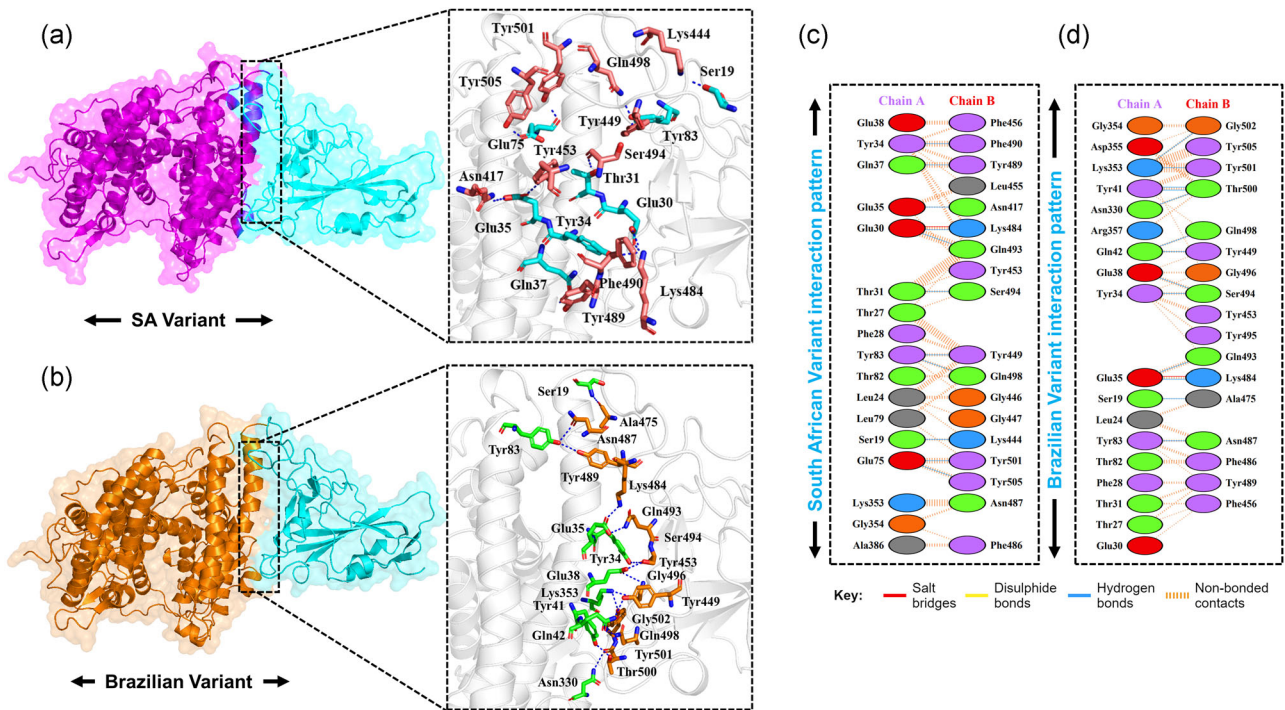 (a)
SA Variant
Tyr501
Lys444
Gln498
Ser19
Tyr505
Tyr449
Tyr83
Glu75
Tyr453
Ser494
Asn417
Thr31
Glu30
Glu35
Tyr34
Gln37
Phe490
Lys484
Tyr489
(b)
Brazilian Variant
Ser19
Ala475
Asn487
Tyr83
Tyr489
Lys484
Gln493
Glu35
Ser494
Tyr34
Tyr453
Glu38
Gly496
Lys353
Tyr449
Tyr41
Gly502
Gln42
Gln498
Tyr501
Thr500
Asn330
(c)
South African Variant interaction pattern
Chain A Chain B
Glu38 Phe456
Tyr34 Phe490
Gln37 Tyr489
Leu455
Glu35 Asn417
Glu30 Lys484
Gln493
Tyr453
Thr31 Ser494
Thr27
Phe28
Tyr83 Tyr449
Thr82 Gln498
Leu24 Gly446
Leu79 Gly447
Ser19 Lys444
Glu75 Tyr501
Tyr505
Lys353 Asn487
Gly354
Ala386 Phe486
(d)
Brazilian Variant interaction pattern
Chain A Chain B
Gly354 Gly502
Asp355 Tyr505
Lys353 Tyr501
Tyr41 Thr500
Asn330
Arg357 Gln498
Gln42 Tyr449
Glu38 Gly496
Tyr34 Ser494
Tyr453
Tyr495
Gln493
Glu35 Lys484
Ser19 Ala475
Leu24
Tyr83 Asn487
Thr82 Phe486
Phe28 Tyr489
Thr31 Phe456
Thr27
Glu30
Key: Salt bridges
Disulphide bonds
Hydrogen bonds
Non-bonded contacts